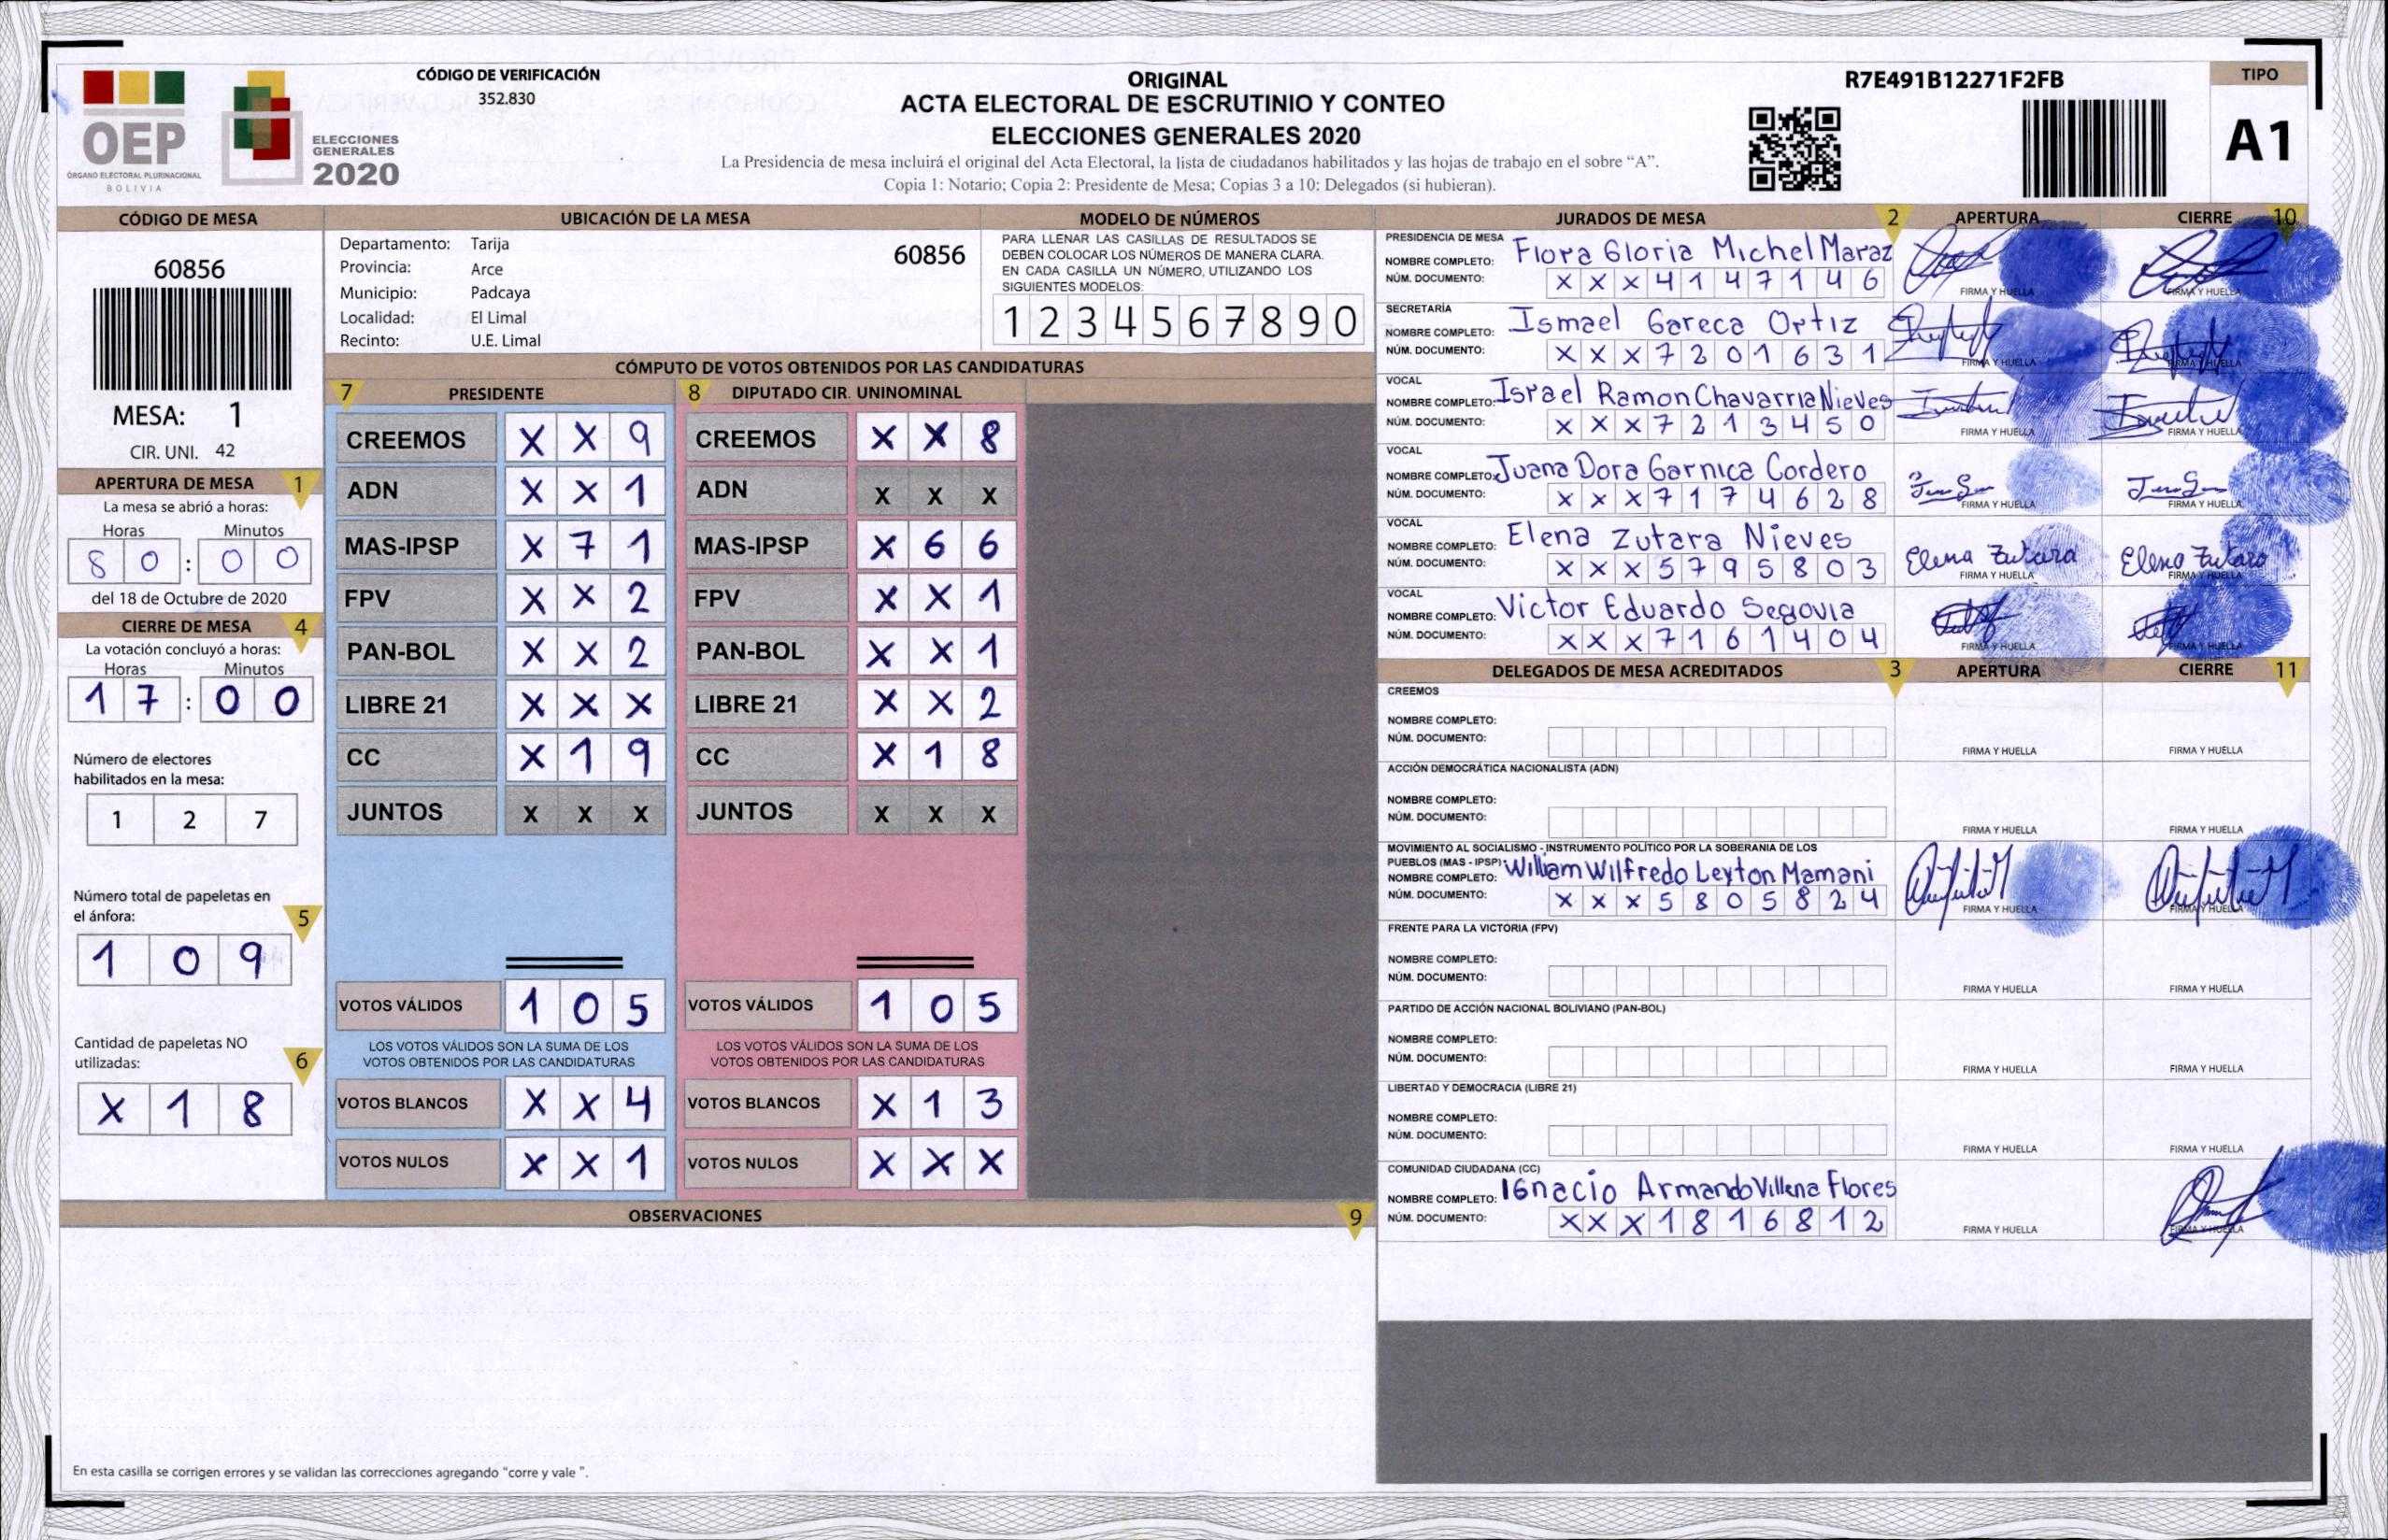 OEP
ÓRGANO ELECTORAL PLURINACIONAL
BOLIVIA
ELECCIONES
GENERALES
2020
CÓDIGO DE VERIFICACIÓN
352.830
ORIGINAL
ACTA ELECTORAL DE ESCRUTINIO Y CONTEO
ELECCIONES GENERALES 2020
La Presidencia de mesa incluirá el original del Acta Electoral, la lista de ciudadanos habilitados y las hojas de trabajo en el sobre “A”.
Copia 1: Notario; Copia 2: Presidente de Mesa; Copias 3 a 10: Delegados (si hubieran).
R7E491B12271F2FB
TIPO
A1
CÓDIGO DE MESA
60856
MESA: 1
CIR. UNI. 42
APERTURA DE MESA 1
La mesa se abrió a horas:
Horas Minutos
8 0 : 0 0
del 18 de Octubre de 2020
CIERRE DE MESA 4
La votación concluyó a horas:
Horas Minutos
1 7 : 0 0
Número de electores
habilitados en la mesa:
1 2 7
Número total de papeletas en
el ánfora: 5
1 0 9
Cantidad de papeletas NO
utilizadas: 6
X 1 8
UBICACIÓN DE LA MESA
Departamento: Tarija 60856
Provincia: Arce
Municipio: Padcaya
Localidad: El Limal
Recinto: U.E. Limal
MODELO DE NÚMEROS
PARA LLENAR LAS CASILLAS DE RESULTADOS SE
DEBEN COLOCAR LOS NÚMEROS DE MANERA CLARA.
EN CADA CASILLA UN NÚMERO, UTILIZANDO LOS
SIGUIENTES MODELOS:
1 2 3 4 5 6 7 8 9 0
CÓMPUTO DE VOTOS OBTENIDOS POR LAS CANDIDATURAS
7 PRESIDENTE 8 DIPUTADO CIR. UNINOMINAL
CREEMOS X X 9 CREEMOS X X 8
ADN X X 1 ADN X X X
MAS-IPSP X 7 1 MAS-IPSP X 6 6
FPV X X 2 FPV X X 1
PAN-BOL X X 2 PAN-BOL X X 1
LIBRE 21 X X X LIBRE 21 X X 2
CC X 1 9 CC X 1 8
JUNTOS X X X JUNTOS X X X
VOTOS VÁLIDOS 1 0 5 VOTOS VÁLIDOS 1 0 5
LOS VOTOS VÁLIDOS SON LA SUMA DE LOS LOS VOTOS VÁLIDOS SON LA SUMA DE LOS
VOTOS OBTENIDOS POR LAS CANDIDATURAS VOTOS OBTENIDOS POR LAS CANDIDATURAS
VOTOS BLANCOS X X 4 VOTOS BLANCOS X 1 3
VOTOS NULOS X X 1 VOTOS NULOS X X X
OBSERVACIONES 9
En esta casilla se corrigen errores y se validan las correcciones agregando “corre y vale ”.
JURADOS DE MESA 2 APERTURA CIERRE 10
PRESIDENCIA DE MESA
NOMBRE COMPLETO: Flora Gloria Michel Maraz
NÚM. DOCUMENTO: X X X 4 1 4 7 1 4 6 FIRMA Y HUELLA FIRMA Y HUELLA
SECRETARÍA
NOMBRE COMPLETO: Ismael Gareca Ortiz
NÚM. DOCUMENTO: X X X 7 2 0 1 6 3 1 FIRMA Y HUELLA FIRMA Y HUELLA
VOCAL
NOMBRE COMPLETO: Israel Ramon Chavarria Nieves
NÚM. DOCUMENTO: X X X 7 2 1 3 4 5 0 FIRMA Y HUELLA FIRMA Y HUELLA
VOCAL
NOMBRE COMPLETO: Juana Dora Garnica Cordero
NÚM. DOCUMENTO: X X X 7 1 7 4 6 2 8 FIRMA Y HUELLA FIRMA Y HUELLA
VOCAL
NOMBRE COMPLETO: Elena Zutara Nieves Elena Zutara Elena Zutara
NÚM. DOCUMENTO: X X X 5 7 9 5 8 0 3 FIRMA Y HUELLA FIRMA Y HUELLA
VOCAL
NOMBRE COMPLETO: Victor Eduardo Segovia
NÚM. DOCUMENTO: X X X 7 1 6 1 4 0 4 FIRMA Y HUELLA FIRMA Y HUELLA
DELEGADOS DE MESA ACREDITADOS 3 APERTURA CIERRE 11
CREEMOS
NOMBRE COMPLETO:
NÚM. DOCUMENTO: FIRMA Y HUELLA FIRMA Y HUELLA
ACCIÓN DEMOCRÁTICA NACIONALISTA (ADN)
NOMBRE COMPLETO:
NÚM. DOCUMENTO: FIRMA Y HUELLA FIRMA Y HUELLA
MOVIMIENTO AL SOCIALISMO - INSTRUMENTO POLÍTICO POR LA SOBERANIA DE LOS
PUEBLOS (MAS - IPSP)
NOMBRE COMPLETO: William Wilfredo Leyton Mamani
NÚM. DOCUMENTO: X X X 5 8 0 5 8 2 4 FIRMA Y HUELLA FIRMA Y HUELLA
FRENTE PARA LA VICTORIA (FPV)
NOMBRE COMPLETO:
NÚM. DOCUMENTO: FIRMA Y HUELLA FIRMA Y HUELLA
PARTIDO DE ACCIÓN NACIONAL BOLIVIANO (PAN-BOL)
NOMBRE COMPLETO:
NÚM. DOCUMENTO: FIRMA Y HUELLA FIRMA Y HUELLA
LIBERTAD Y DEMOCRACIA (LIBRE 21)
NOMBRE COMPLETO:
NÚM. DOCUMENTO: FIRMA Y HUELLA FIRMA Y HUELLA
COMUNIDAD CIUDADANA (CC)
NOMBRE COMPLETO: IGnacio Armando Villena Flores
NÚM. DOCUMENTO: X X X 1 8 1 6 8 1 2 FIRMA Y HUELLA FIRMA Y HUELLA